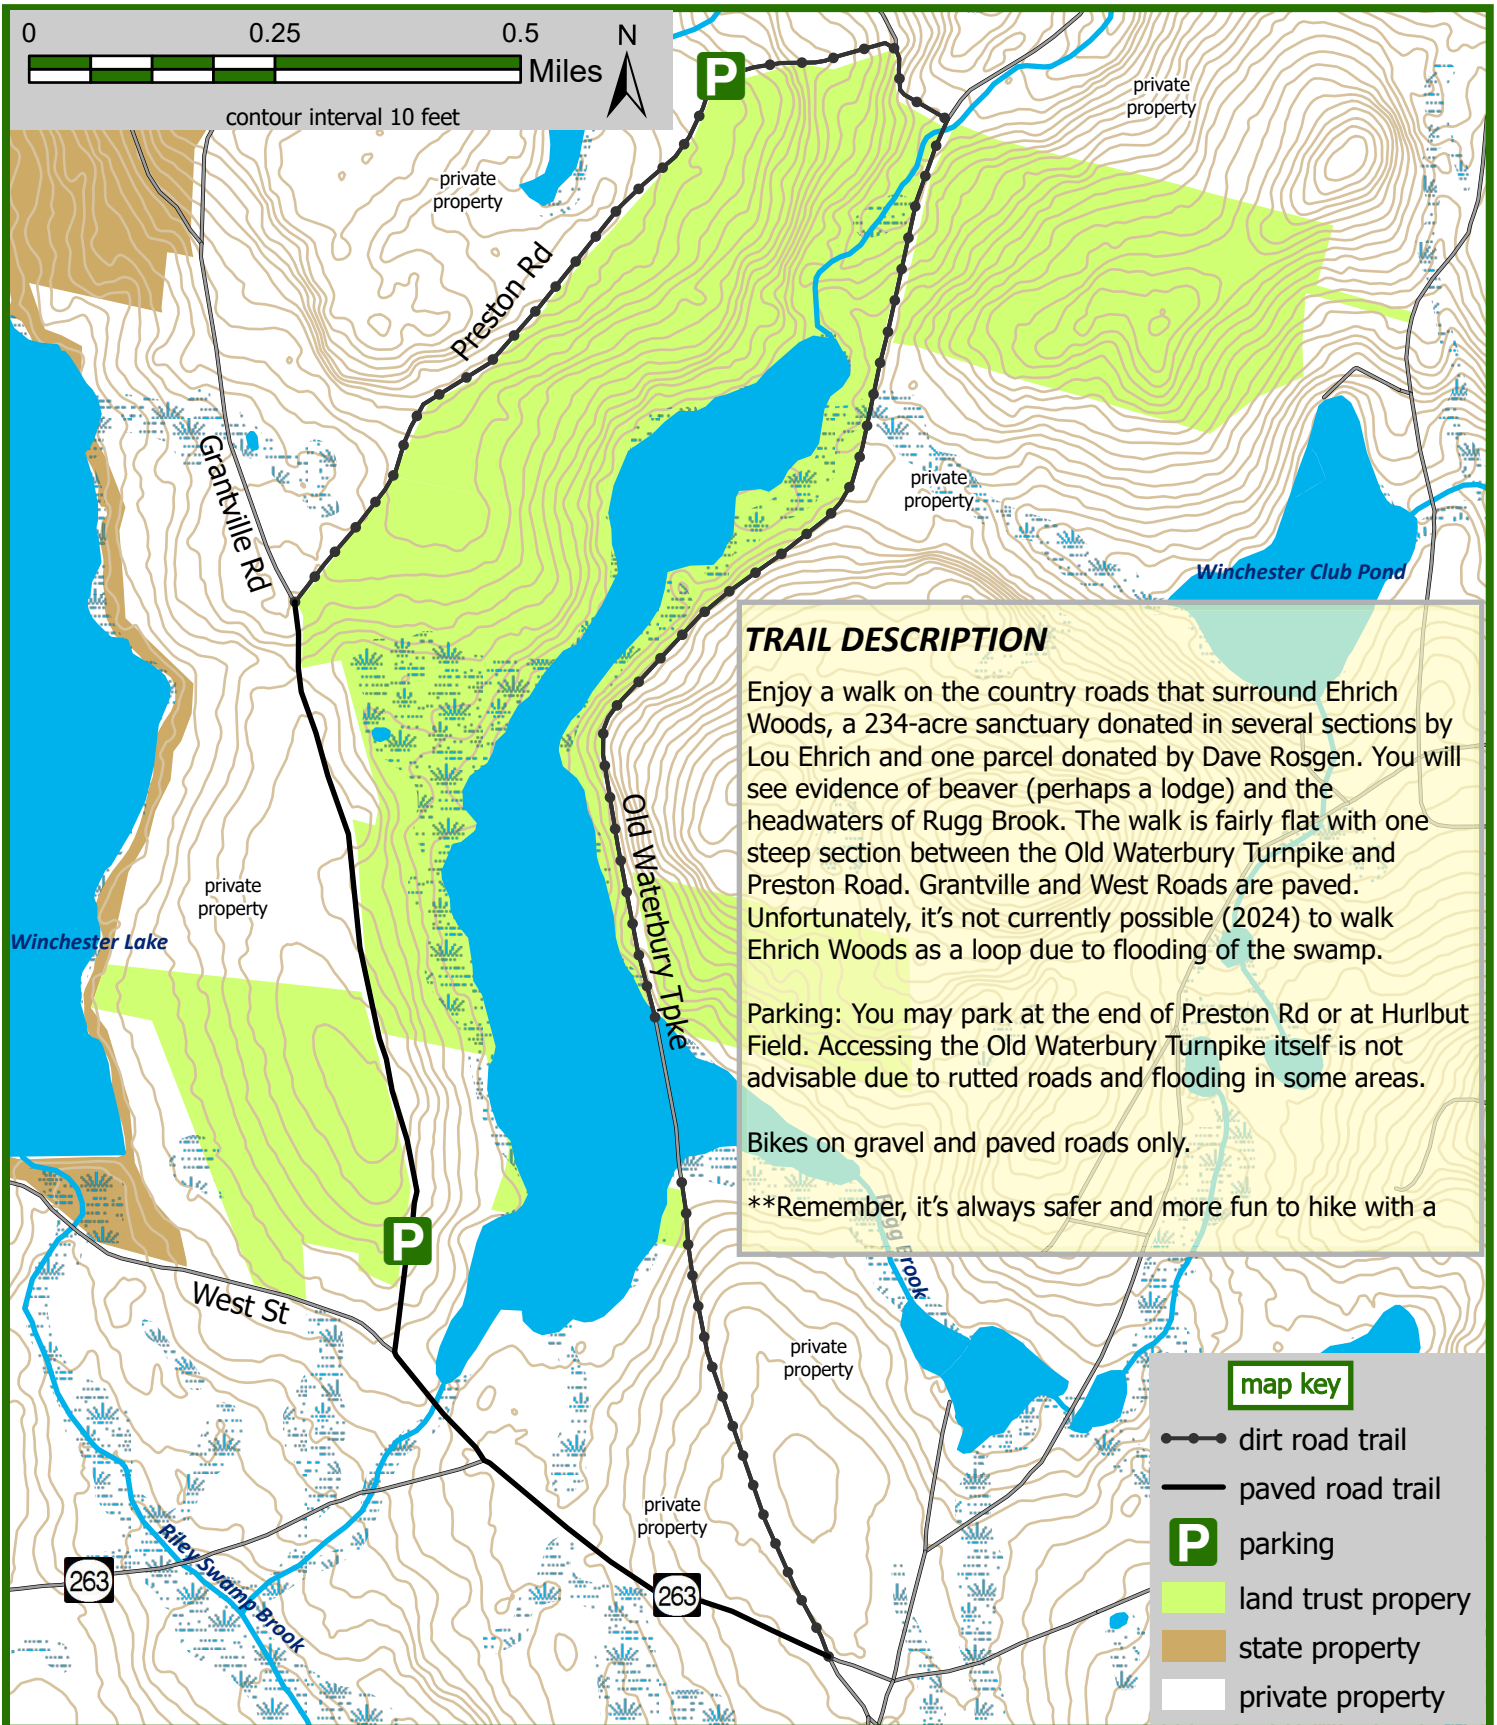 0 0.25 0.5
Miles
N
contour interval 10 feet
P
private
property
private
property
Preston Rd
Grantville Rd
private
property
Winchester Club Pond
TRAIL DESCRIPTION
Enjoy a walk on the country roads that surround Ehrich
Woods, a 234-acre sanctuary donated in several sections by
Lou Ehrich and one parcel donated by Dave Rosgen. You will
see evidence of beaver (perhaps a lodge) and the
headwaters of Rugg Brook. The walk is fairly flat with one
steep section between the Old Waterbury Turnpike and
Preston Road. Grantville and West Roads are paved.
Unfortunately, it's not currently possible (2024) to walk
Ehrich Woods as a loop due to flooding of the swamp.
Parking: You may park at the end of Preston Rd or at Hurlbut
Field. Accessing the Old Waterbury Turnpike itself is not
advisable due to rutted roads and flooding in some areas.
Bikes on gravel and paved roads only.
**Remember, it's always safer and more fun to hike with a
Old Waterbury Tpke
private
property
Winchester Lake
P
West St
Rugg Brook
private
property
private
property
263
Riley Swamp Brook
263
map key
dirt road trail
paved road trail
P
parking
land trust propery
state property
private property